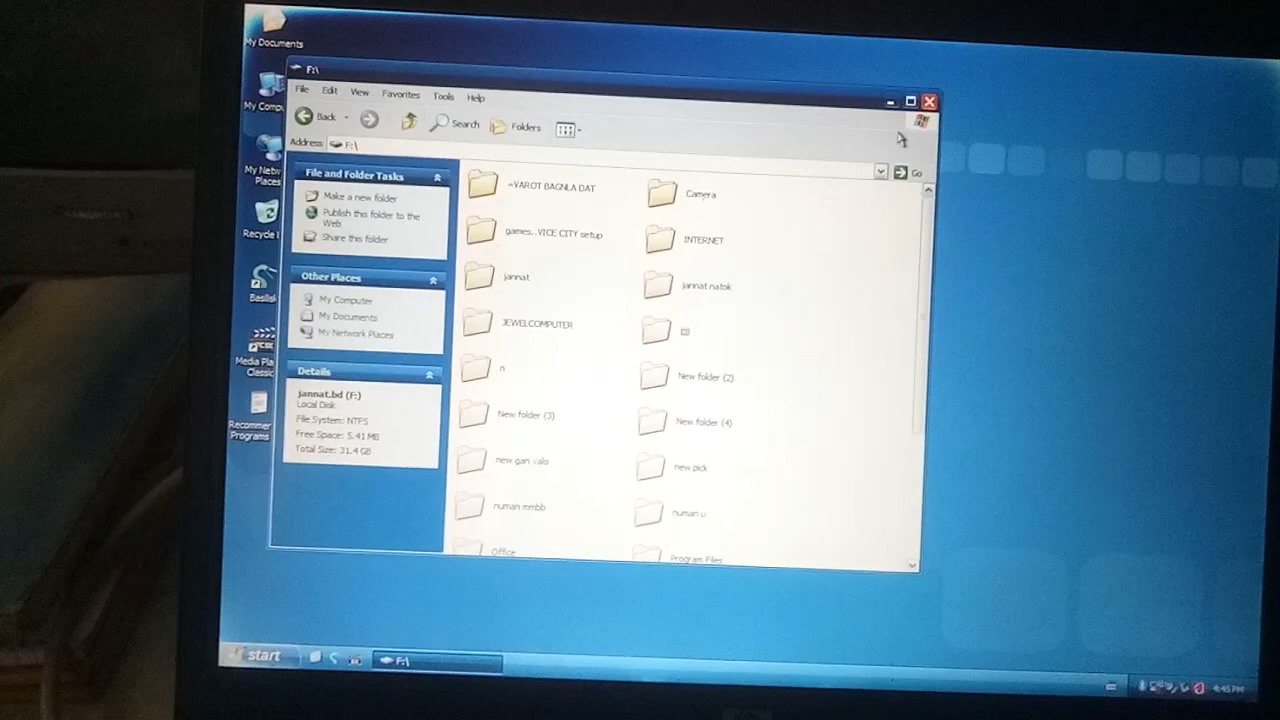 My Documents
F:\
File Edit View Favorites Tools Help
Back Search Folders
Address F:\ Go
My Comp
My Netw
Places
Recycle
Basilis
Media Pla
Classic
Recommer
Programs
File and Folder Tasks
Make a new folder
Publish this folder to the
Web
Share this folder
Other Places
My Computer
My Documents
My Network Places
Details
jannat.bd (F:)
Local Disk
File System: NTFS
Free Space: 5.41 MB
Total Size: 31.4 GB
=VAROT BAGNLA DAT
Camera
games..VICE CITY setup
INTERNET
jannat
jannat natok
JEWELCOMPUTER
n
New folder (2)
New folder (3)
New folder (4)
new gan valo
new pick
numan mmbb
numan u
Office
Program Files
start F:\ 4:45 PM